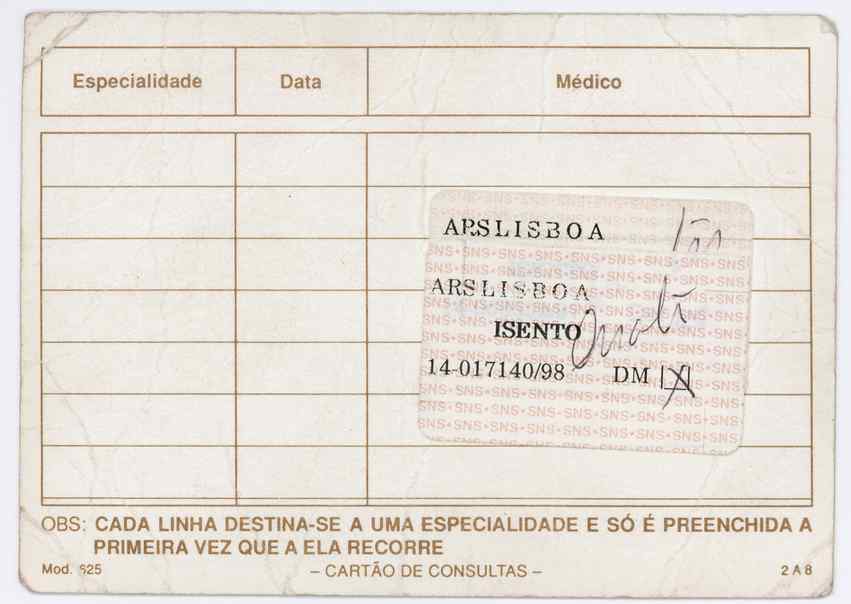 Especialidade Data Médico
ARSLISBOA
ARSLISBOA
ISENTO
14-017140/98 DM
OBS: CADA LINHA DESTINA-SE A UMA ESPECIALIDADE E SÓ É PREENCHIDA A
PRIMEIRA VEZ QUE A ELA RECORRE
Mod. 625 – CARTÃO DE CONSULTAS – 2 A 8